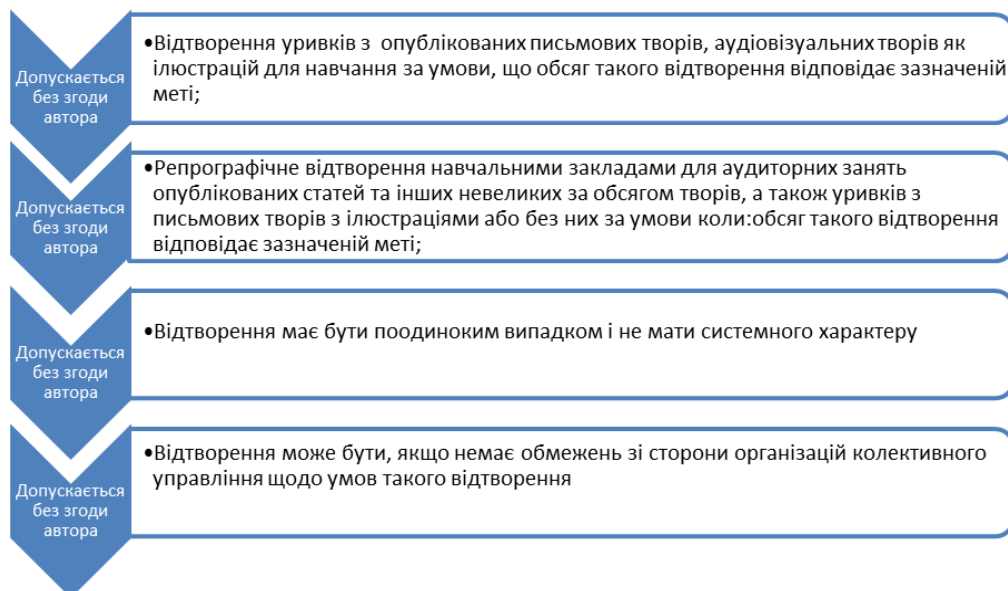 Допускається
без згоди
автора
•Відтворення уривків з опублікованих письмових творів, аудіовізуальних творів як
ілюстрацій для навчання за умови, що обсяг такого відтворення відповідає зазначеній
меті;
Допускається
без згоди
автора
•Репрографічне відтворення навчальними закладами для аудиторних занять
опублікованих статей та інших невеликих за обсягом творів, а також уривків з
письмових творів з ілюстраціями або без них за умови коли:обсяг такого відтворення
відповідає зазначеній меті;
Допускається
без згоди
автора
•Відтворення має бути поодиноким випадком і не мати системного характеру
Допускається
без згоди
автора
•Відтворення може бути, якщо немає обмежень зі сторони організацій колективного
управління щодо умов такого відтворення